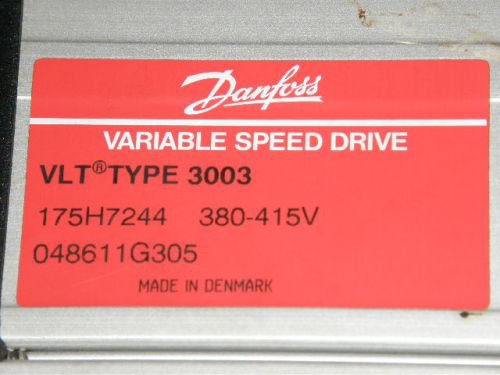 Danfoss
VARIABLE SPEED DRIVE
VLT® TYPE 3003
175H7244 380-415V
048611G305
MADE IN DENMARK